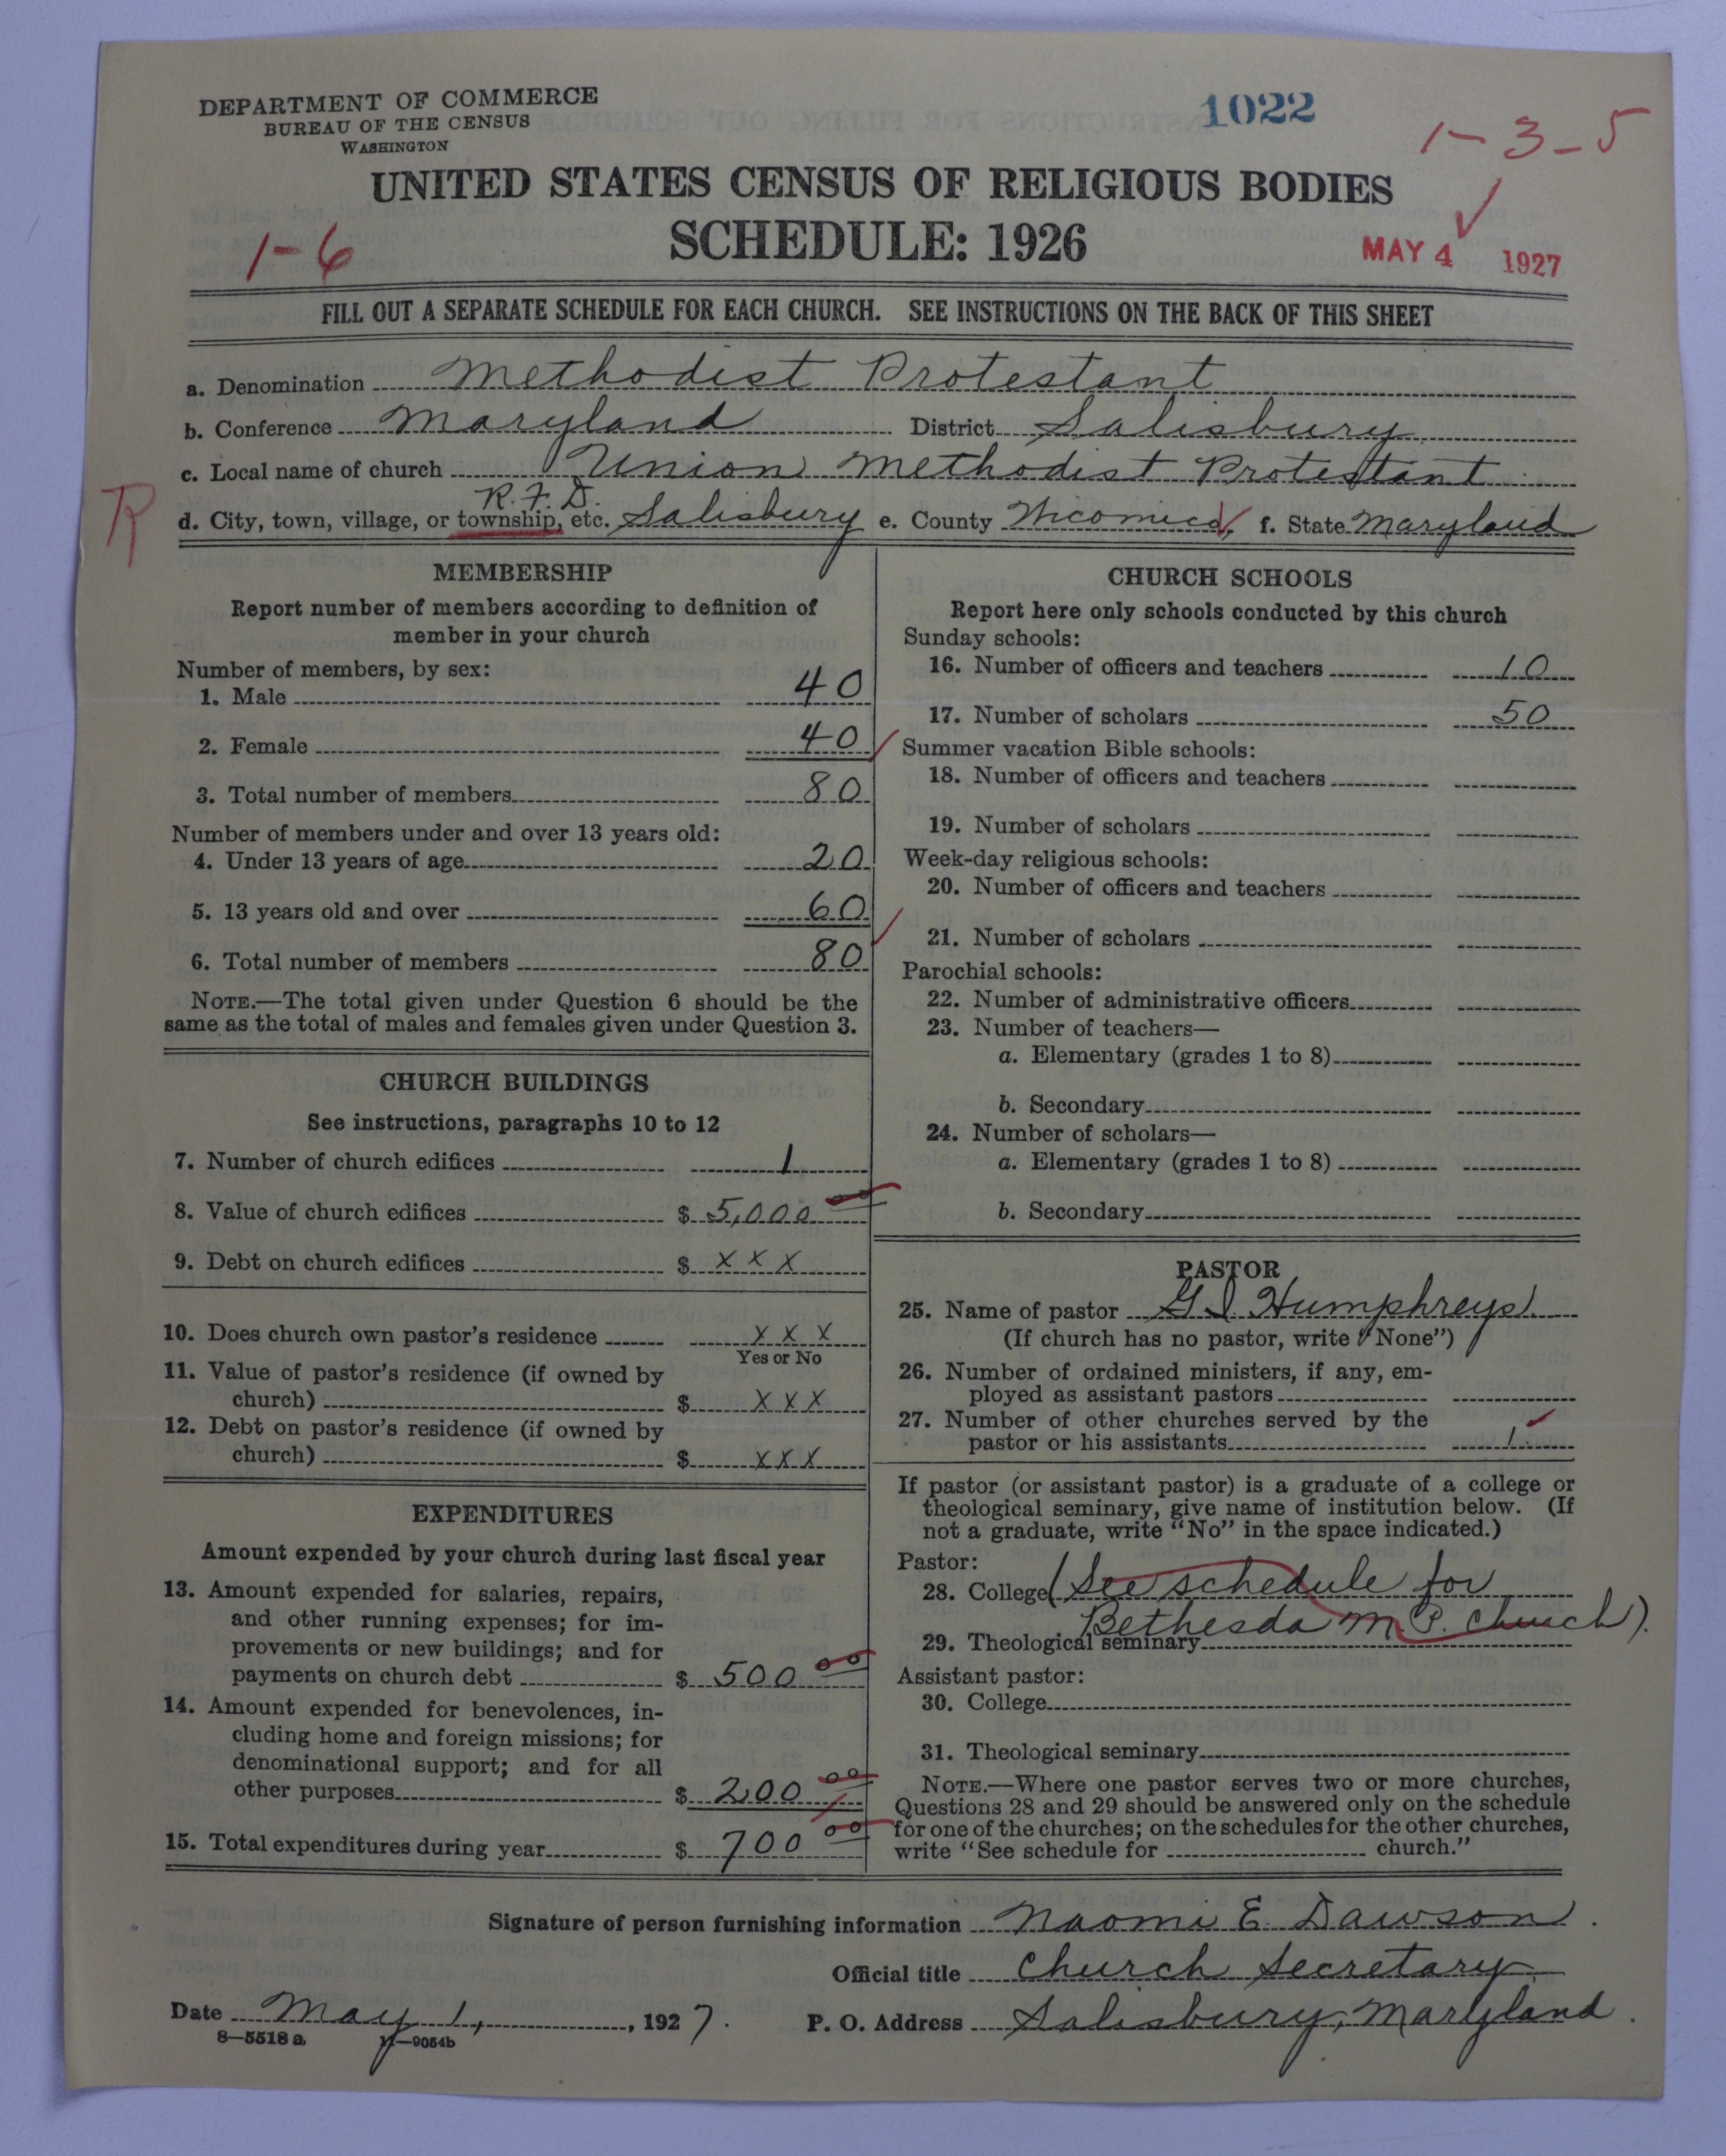 DEPARTMENT OF COMMERCE
BUREAU OF THE CENSUS
WASHINGTON
1022
1-3-5
UNITED STATES CENSUS OF RELIGIOUS BODIES
SCHEDULE: 1926
1-6
MAY 4 1927
FILL OUT A SEPARATE SCHEDULE FOR EACH CHURCH. SEE INSTRUCTIONS ON THE BACK OF THIS SHEET
a. Denomination Methodist Protestant
b. Conference Maryland District Salisbury
c. Local name of church Union Methodist Protestant
R
R.F.D.
d. City, town, village, or township, etc. Salisbury e. County Wicomico, f. State Maryland
MEMBERSHIP
Report number of members according to definition of
member in your church
Number of members, by sex:
1. Male 40
2. Female 40
3. Total number of members 80
Number of members under and over 13 years old:
4. Under 13 years of age 20
5. 13 years old and over 60
6. Total number of members 80
NOTE.—The total given under Question 6 should be the
same as the total of males and females given under Question 3.
CHURCH BUILDINGS
See instructions, paragraphs 10 to 12
7. Number of church edifices 1
8. Value of church edifices $ 5,000 00
9. Debt on church edifices $ x x x
10. Does church own pastor's residence x x x
Yes or No
11. Value of pastor's residence (if owned by
church) $ x x x
12. Debt on pastor's residence (if owned by
church) $ x x x
EXPENDITURES
Amount expended by your church during last fiscal year
13. Amount expended for salaries, repairs,
and other running expenses; for im-
provements or new buildings; and for
payments on church debt $ 500 00
14. Amount expended for benevolences, in-
cluding home and foreign missions; for
denominational support; and for all
other purposes $ 200 00
15. Total expenditures during year $ 700 00
CHURCH SCHOOLS
Report here only schools conducted by this church
Sunday schools:
16. Number of officers and teachers 10
17. Number of scholars 50
Summer vacation Bible schools:
18. Number of officers and teachers
19. Number of scholars
Week-day religious schools:
20. Number of officers and teachers
21. Number of scholars
Parochial schools:
22. Number of administrative officers
23. Number of teachers—
a. Elementary (grades 1 to 8)
b. Secondary
24. Number of scholars—
a. Elementary (grades 1 to 8)
b. Secondary
PASTOR
25. Name of pastor G I Humphreys
(If church has no pastor, write "None")
26. Number of ordained ministers, if any, em-
ployed as assistant pastors
27. Number of other churches served by the
pastor or his assistants 1
If pastor (or assistant pastor) is a graduate of a college or
theological seminary, give name of institution below. (If
not a graduate, write "No" in the space indicated.)
Pastor:
28. College (See schedule for
Bethesda M. P. Church).
29. Theological seminary
Assistant pastor:
30. College
31. Theological seminary
NOTE.—Where one pastor serves two or more churches,
Questions 28 and 29 should be answered only on the schedule
for one of the churches; on the schedules for the other churches,
write "See schedule for church."
Signature of person furnishing information Naomi E. Dawson
Official title Church Secretary
Date May 1, , 1927. P. O. Address Salisbury, Maryland.
8—5518 a 11—9054b